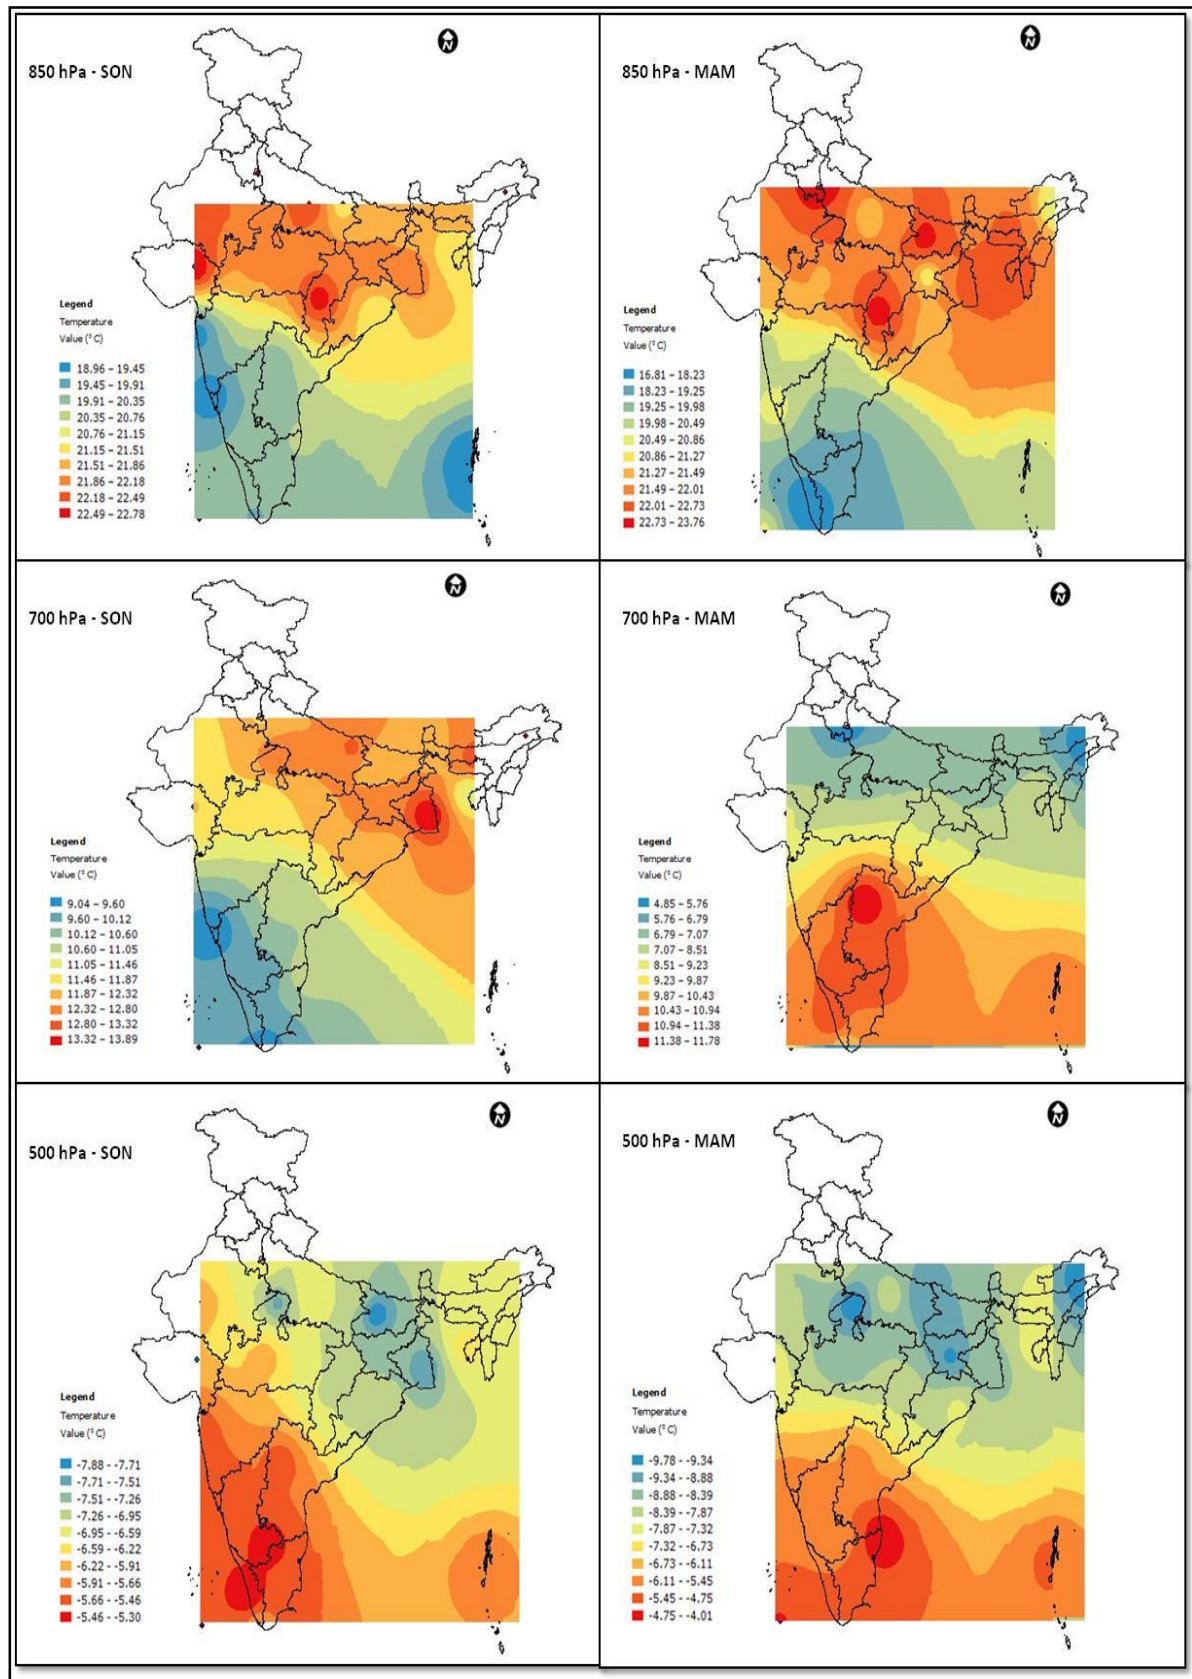 850 hPa - SON
N
Legend
Temperature
Value (° C)
18.96 – 19.45
19.45 – 19.91
19.91 – 20.35
20.35 – 20.76
20.76 – 21.15
21.15 – 21.51
21.51 – 21.86
21.86 – 22.18
22.18 – 22.49
22.49 – 22.78
850 hPa - MAM
N
Legend
Temperature
Value (° C)
16.81 – 18.23
18.23 – 19.25
19.25 – 19.98
19.98 – 20.49
20.49 – 20.86
20.86 – 21.27
21.27 – 21.49
21.49 – 22.01
22.01 – 22.73
22.73 – 23.76
700 hPa - SON
N
Legend
Temperature
Value (° C)
9.04 – 9.60
9.60 – 10.12
10.12 – 10.60
10.60 – 11.05
11.05 – 11.46
11.46 – 11.87
11.87 – 12.32
12.32 – 12.80
12.80 – 13.32
13.32 – 13.89
700 hPa - MAM
N
Legend
Temperature
Value (° C)
4.85 – 5.76
5.76 – 6.79
6.79 – 7.07
7.07 – 8.51
8.51 – 9.23
9.23 – 9.87
9.87 – 10.43
10.43 – 10.94
10.94 – 11.38
11.38 – 11.78
500 hPa - SON
N
Legend
Temperature
Value (° C)
-7.88 - -7.71
-7.71 - -7.51
-7.51 - -7.26
-7.26 - -6.95
-6.95 - -6.59
-6.59 - -6.22
-6.22 - -5.91
-5.91 - -5.66
-5.66 - -5.46
-5.46 - -5.30
500 hPa - MAM
N
Legend
Temperature
Value (° C)
-9.78 - -9.34
-9.34 - -8.88
-8.88 - -8.39
-8.39 - -7.87
-7.87 - -7.32
-7.32 - -6.73
-6.73 - -6.11
-6.11 - -5.45
-5.45 - -4.75
-4.75 - -4.01